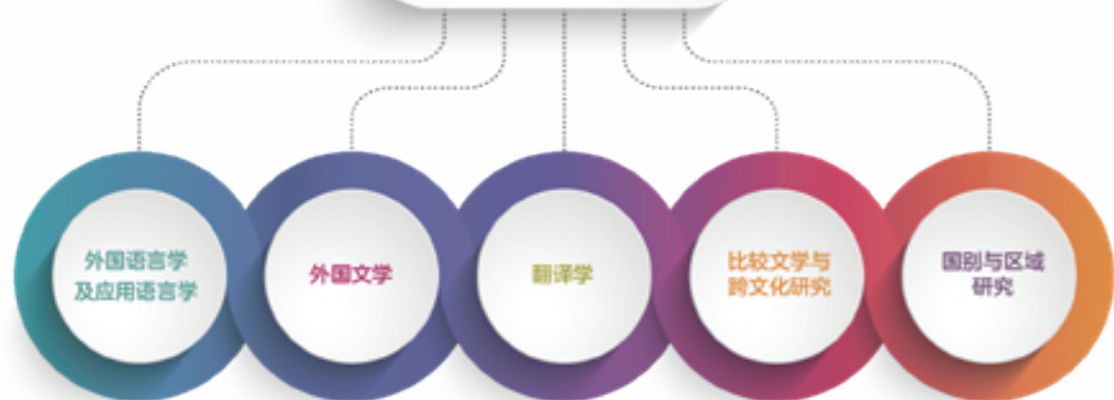 外国语言学
及应用语言学
外国文学
翻译学
比较文学与
跨文化研究
国别与区域
研究